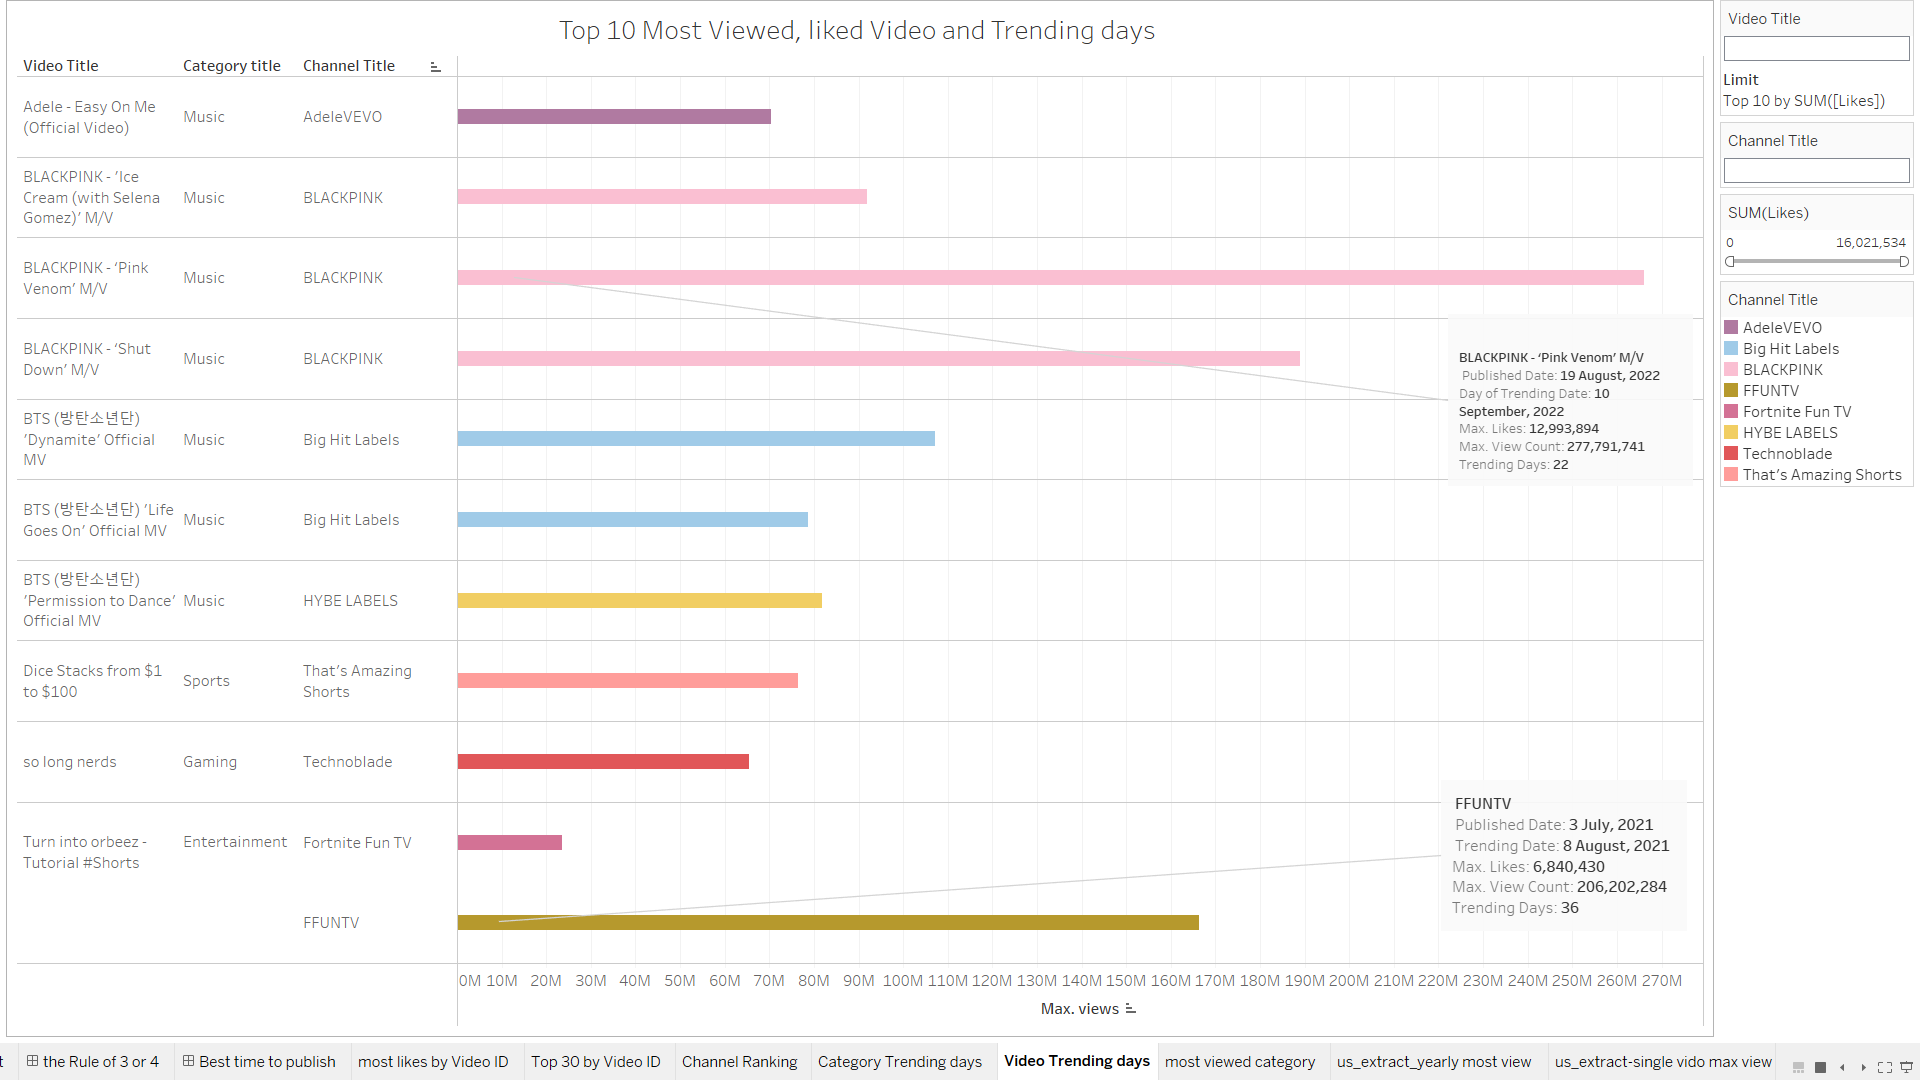 Top 10 Most Viewed, liked Video and Trending days
Video Title Category title Channel Title
Adele - Easy On Me
(Official Video)
Music
AdeleVEVO
BLACKPINK - ‘Ice
Cream (with Selena
Gomez)’ M/V
Music
BLACKPINK
BLACKPINK - ‘Pink
Venom’ M/V
Music
BLACKPINK
BLACKPINK - ‘Shut
Down’ M/V
Music
BLACKPINK
BTS (방탄소년단)
'Dynamite' Official
MV
Music
Big Hit Labels
BTS (방탄소년단) 'Life
Goes On' Official MV
Music
Big Hit Labels
BTS (방탄소년단)
'Permission to Dance'
Official MV
Music
HYBE LABELS
Dice Stacks from $1
to $100
Sports
That's Amazing
Shorts
so long nerds
Gaming
Technoblade
Turn into orbeez -
Tutorial #Shorts
Entertainment
Fortnite Fun TV
FFUNTV
BLACKPINK - ‘Pink Venom’ M/V
Published Date: 19 August, 2022
Day of Trending Date: 10
September, 2022
Max. Likes: 12,993,894
Max. View Count: 277,791,741
Trending Days: 22
FFUNTV
Published Date: 3 July, 2021
Trending Date: 8 August, 2021
Max. Likes: 6,840,430
Max. View Count: 206,202,284
Trending Days: 36
0M 10M 20M 30M 40M 50M 60M 70M 80M 90M 100M 110M 120M 130M 140M 150M 160M 170M 180M 190M 200M 210M 220M 230M 240M 250M 260M 270M
Max. views
Video Title
Limit
Top 10 by SUM([Likes])
Channel Title
SUM(Likes)
0 16,021,534
Channel Title
AdeleVEVO
Big Hit Labels
BLACKPINK
FFUNTV
Fortnite Fun TV
HYBE LABELS
Technoblade
That's Amazing Shorts
t the Rule of 3 or 4 Best time to publish most likes by Video ID Top 30 by Video ID Channel Ranking Category Trending days Video Trending days most viewed category us_extract_yearly most view us_extract-single vido max view